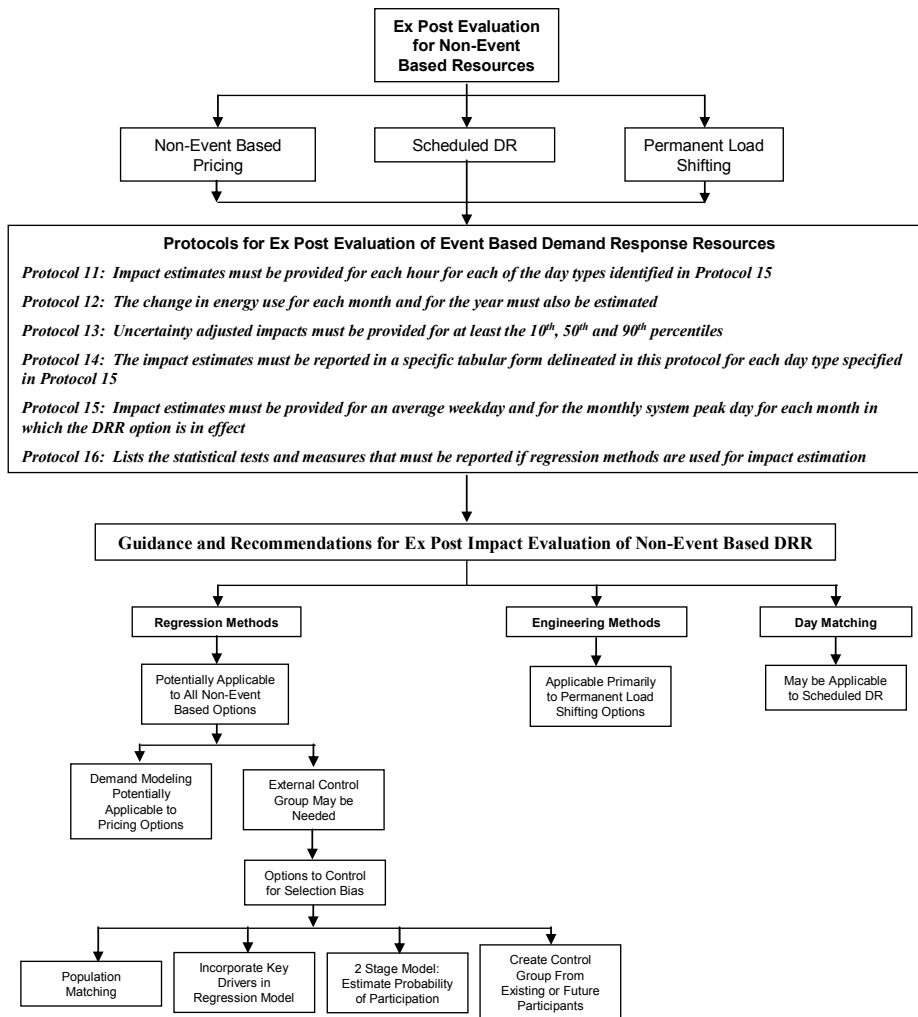 Ex Post Evaluation
for Non-Event
Based Resources
Non-Event Based
Pricing
Scheduled DR
Permanent Load
Shifting
Protocols for Ex Post Evaluation of Event Based Demand Response Resources
Protocol 11: Impact estimates must be provided for each hour for each of the day types identified in Protocol 15
Protocol 12: The change in energy use for each month and for the year must also be estimated
Protocol 13: Uncertainty adjusted impacts must be provided for at least the 10th, 50th and 90th percentiles
Protocol 14: The impact estimates must be reported in a specific tabular form delineated in this protocol for each day type specified
in Protocol 15
Protocol 15: Impact estimates must be provided for an average weekday and for the monthly system peak day for each month in
which the DRR option is in effect
Protocol 16: Lists the statistical tests and measures that must be reported if regression methods are used for impact estimation
Guidance and Recommendations for Ex Post Impact Evaluation of Non-Event Based DRR
Regression Methods
Engineering Methods
Day Matching
Potentially Applicable
to All Non-Event
Based Options
Applicable Primarily
to Permanent Load
Shifting Options
May be Applicable
to Scheduled DR
Demand Modeling
Potentially
Applicable to
Pricing Options
External Control
Group May be
Needed
Options to Control
for Selection Bias
Population
Matching
Incorporate Key
Drivers in
Regression Model
2 Stage Model:
Estimate Probability
of Participation
Create Control
Group From
Existing or Future
Participants